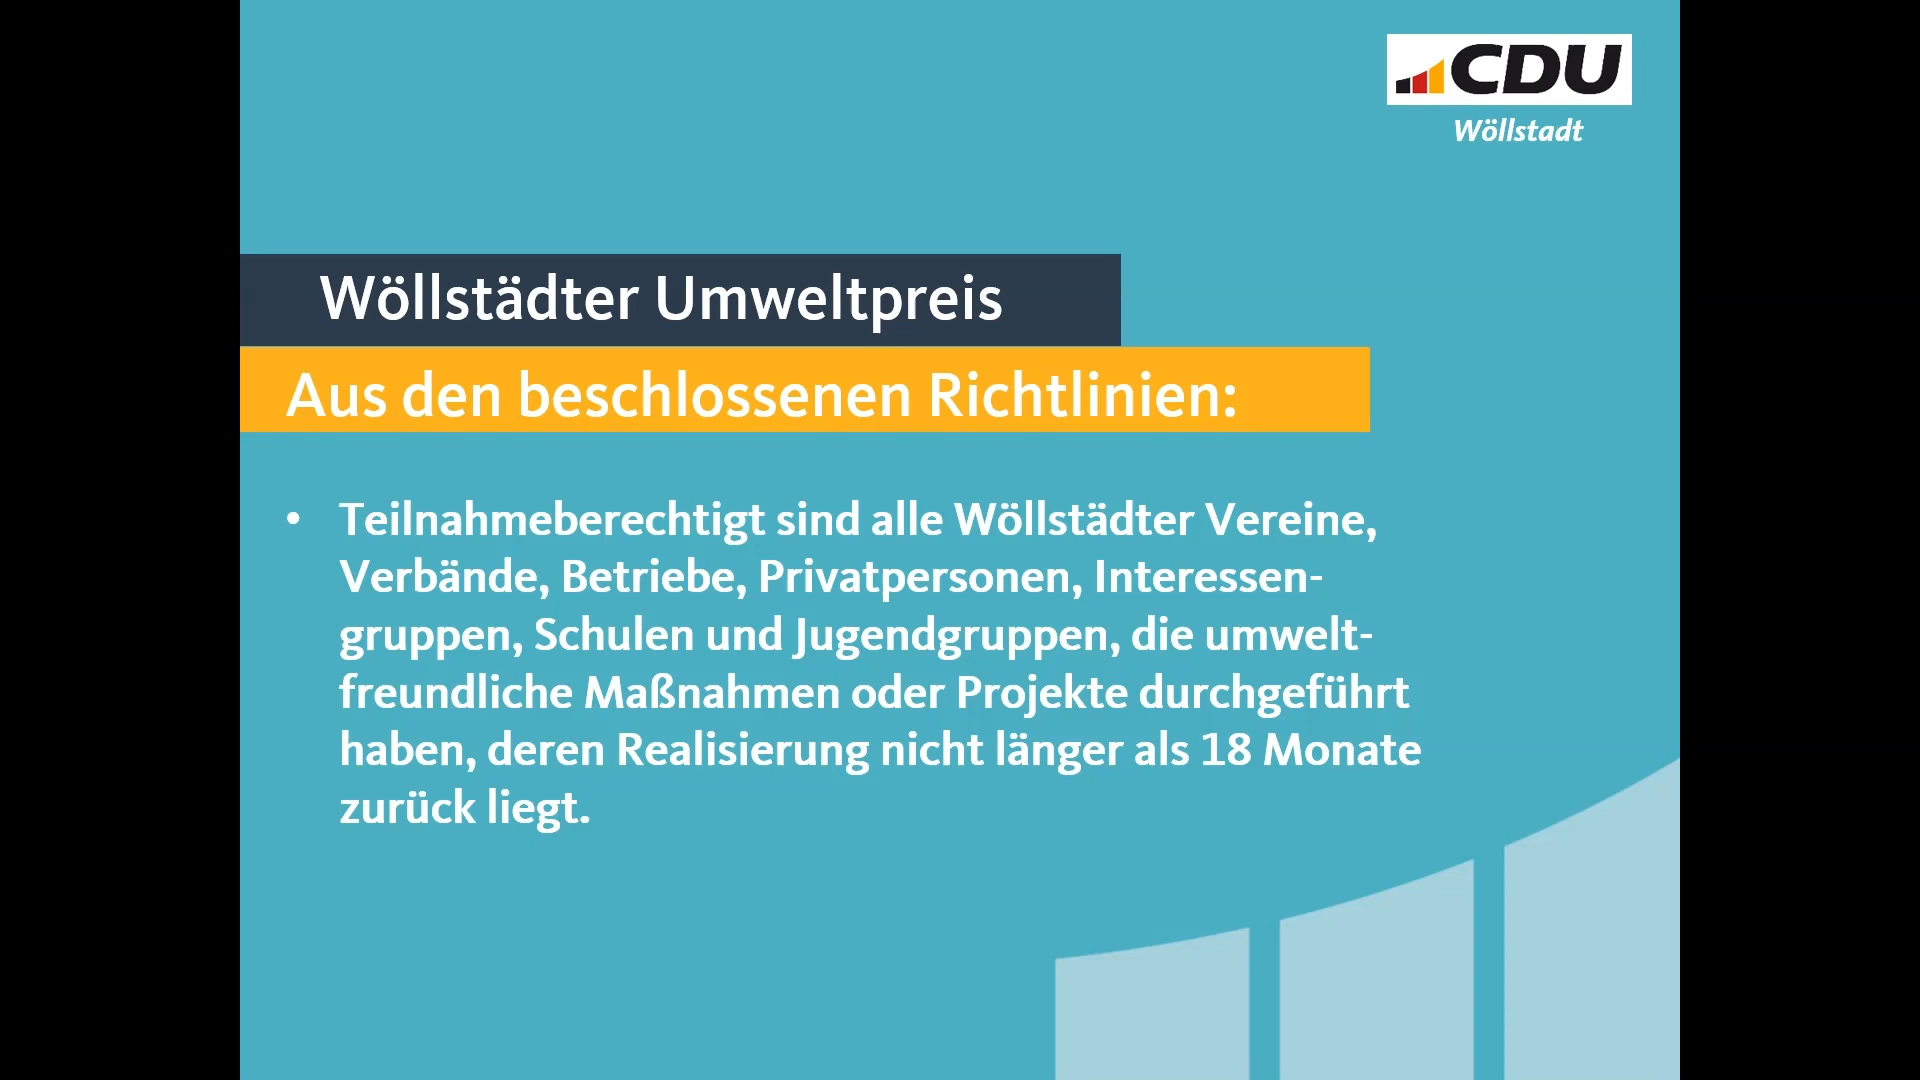 CDU
Wöllstadt
Wöllstädter Umweltpreis
Aus den beschlossenen Richtlinien:
• Teilnahmeberechtigt sind alle Wöllstädter Vereine,
Verbände, Betriebe, Privatpersonen, Interessen-
gruppen, Schulen und Jugendgruppen, die umwelt-
freundliche Maßnahmen oder Projekte durchgeführt
haben, deren Realisierung nicht länger als 18 Monate
zurück liegt.